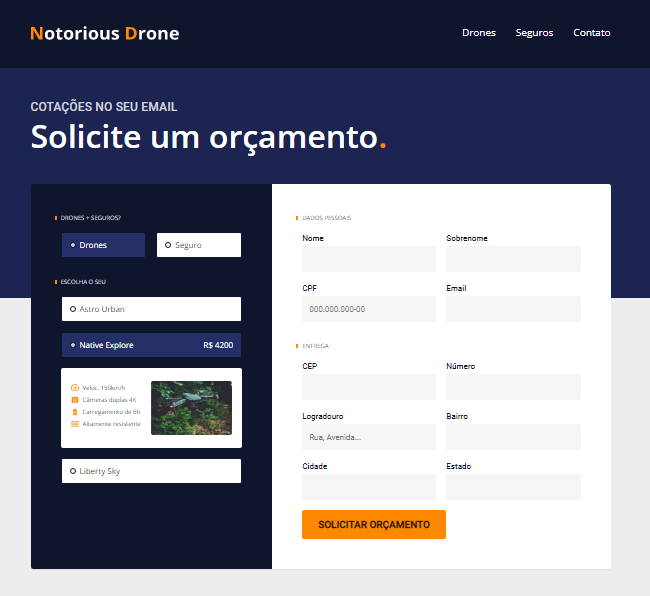 Notorious Drone
Drones Seguros Contato
COTAÇÕES NO SEU EMAIL
Solicite um orçamento.
DRONES + SEGUROS?
Drones
Seguro
ESCOLHA O SEU
Astro Urban
Native Explore R$ 4200
Veloc. 150km/h
Câmeras duplas 4K
Carregamento de 6h
Altamente resistente
Liberty Sky
DADOS PESSOAIS
Nome Sobrenome
CPF Email
000.000.000-00
ENTREGA
CEP Número
Logradouro Bairro
Rua, Avenida...
Cidade Estado
SOLICITAR ORÇAMENTO